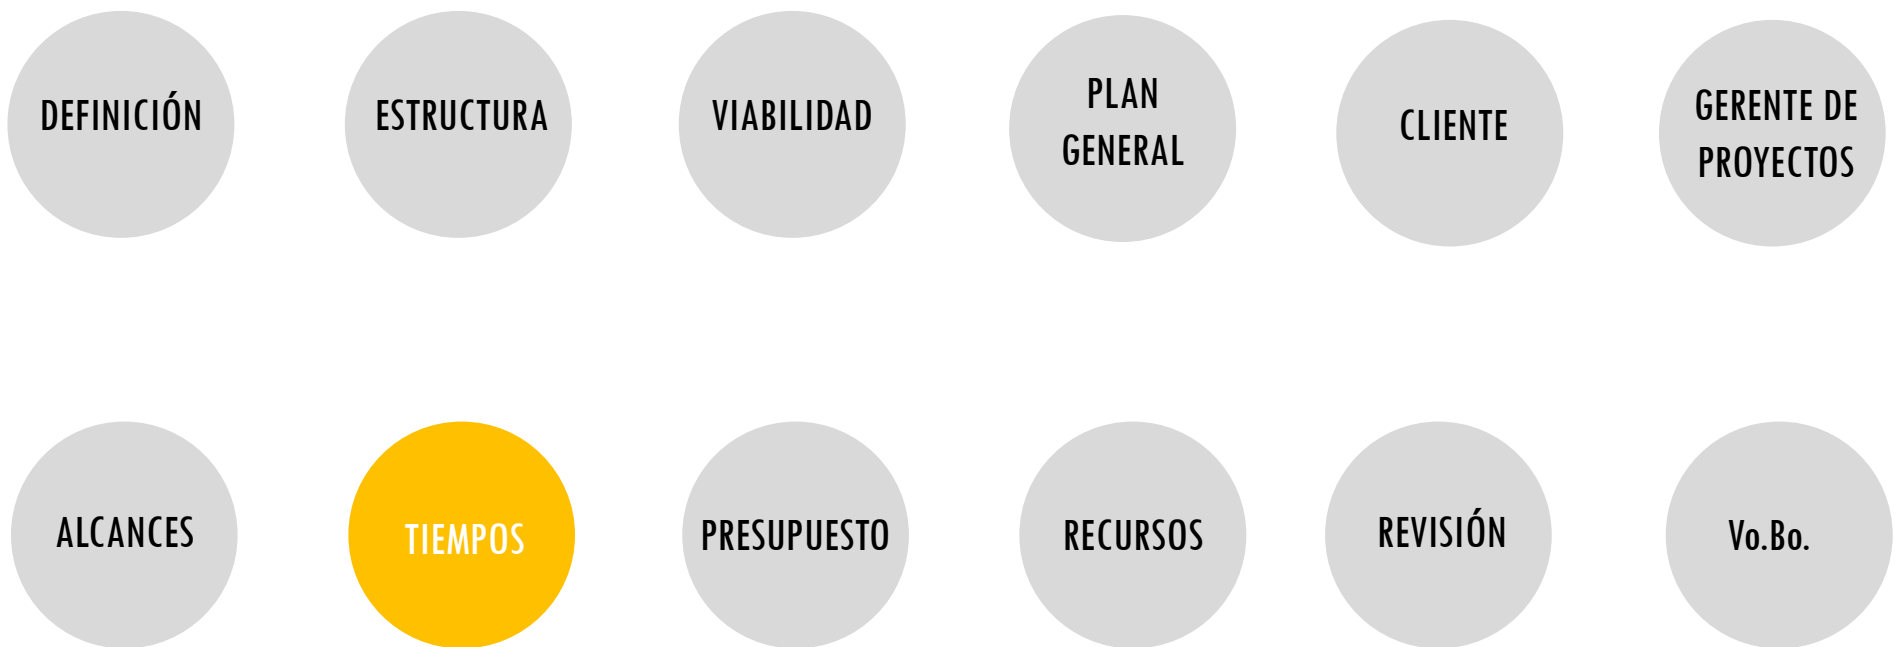 DEFINICIÓN
ESTRUCTURA
VIABILIDAD
PLAN
GENERAL
CLIENTE
GERENTE DE
PROYECTOS
ALCANCES
TIEMPOS
PRESUPUESTO
RECURSOS
REVISIÓN
Vo.Bo.